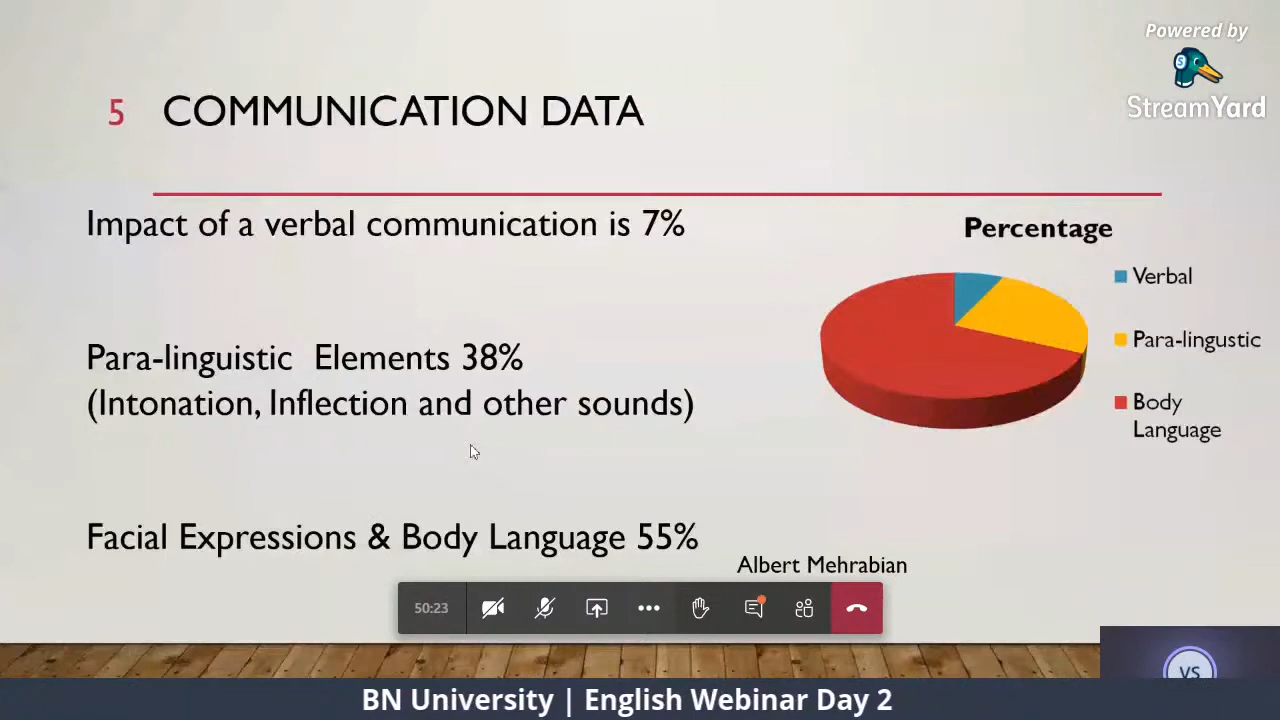 Powered by
StreamYard
5 COMMUNICATION DATA
Impact of a verbal communication is 7%
Para-linguistic Elements 38%
(Intonation, Inflection and other sounds)
Facial Expressions & Body Language 55%
Albert Mehrabian
Percentage
Verbal
Para-lingustic
Body
Language
50:23
VS
BN University | English Webinar Day 2